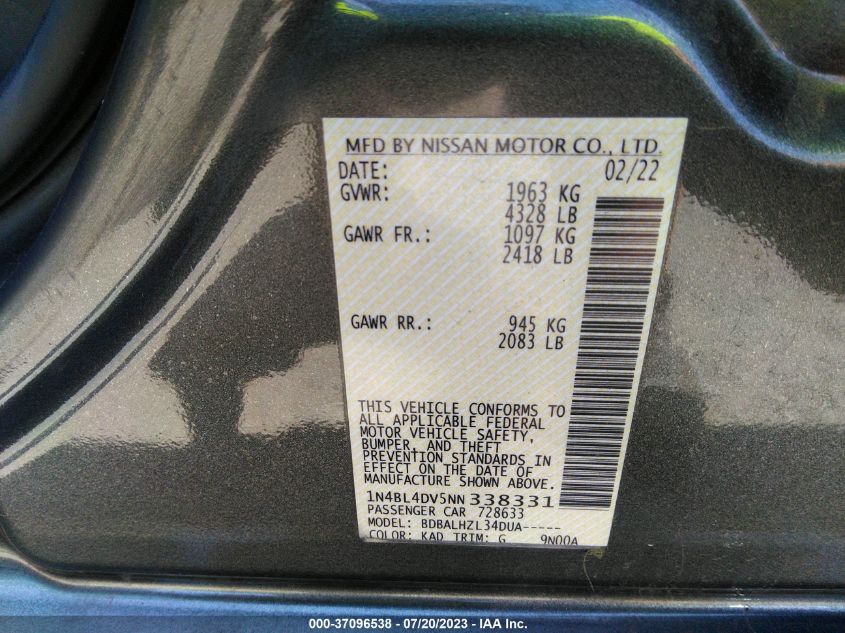 MFD BY NISSAN MOTOR CO., LTD.
DATE: 02/22
GVWR: 1963 KG
4328 LB
GAWR FR.: 1097 KG
2418 LB
GAWR RR.: 945 KG
2083 LB
THIS VEHICLE CONFORMS TO
ALL APPLICABLE FEDERAL
MOTOR VEHICLE SAFETY,
BUMPER, AND THEFT
PREVENTION STANDARDS IN
EFFECT ON THE DATE OF
MANUFACTURE SHOWN ABOVE.
1N4BL4DV5NN338331
PASSENGER CAR 728633
MODEL: BDBALHZL34DUA-----
COLOR: KAD TRIM: G 9N00A
000-37096538 - 07/20/2023 - IAA Inc.